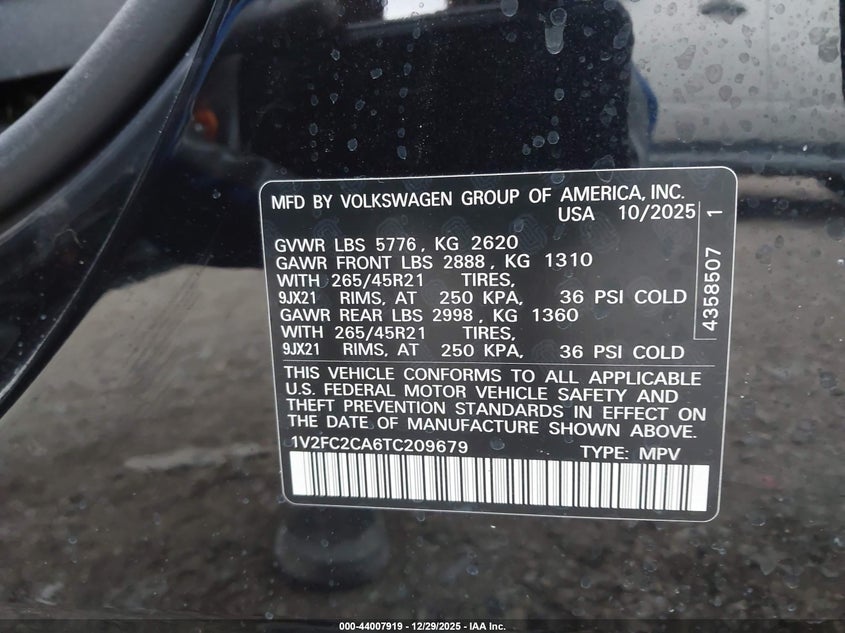 MFD BY VOLKSWAGEN GROUP OF AMERICA, INC.
USA 10/2025
GVWR LBS 5776, KG 2620
GAWR FRONT LBS 2888, KG 1310
WITH 265/45R21 TIRES,
9JX21 RIMS, AT 250 KPA, 36 PSI COLD
GAWR REAR LBS 2998, KG 1360
WITH 265/45R21 TIRES,
9JX21 RIMS, AT 250 KPA, 36 PSI COLD
4358507 1
THIS VEHICLE CONFORMS TO ALL APPLICABLE
U.S. FEDERAL MOTOR VEHICLE SAFETY AND
THEFT PREVENTION STANDARDS IN EFFECT ON
THE DATE OF MANUFACTURE SHOWN ABOVE.
1V2FC2CA6TC209679 TYPE: MPV
000-44007919 - 12/29/2025 - IAA Inc.